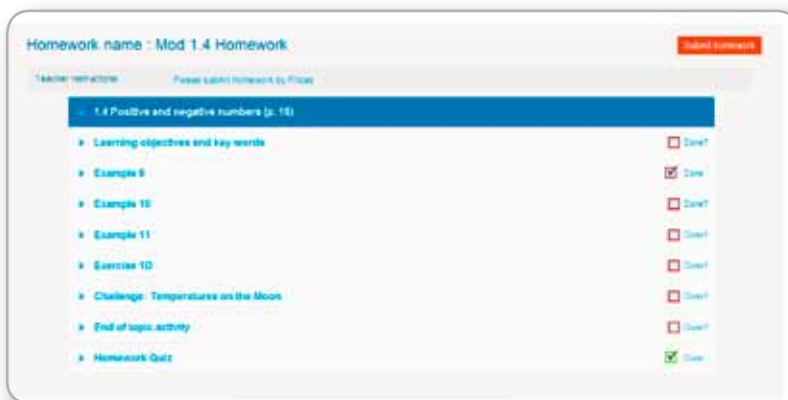 Homework name : Mod 1.4 Homework
Submit homework
Teacher instructions Please submit homework by Friday
1.4 Positive and negative numbers (p. 16)
Learning objectives and key words
Done?
Example 9
Done
Example 10
Done?
Example 11
Done?
Exercise 1D
Done?
Challenge: Temperatures on the Moon
Done?
End of topic activity
Done?
Homework Quiz
Done